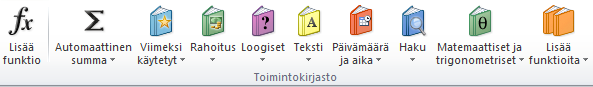 fx Σ ? A θ
Lisää Automaattinen Viimeksi Rahoitus Loogiset Teksti Päivämäärä Haku Matemaattiset ja Lisää
funktio summa käytetyt ja aika trigonometriset funktioita
Toimintokirjasto